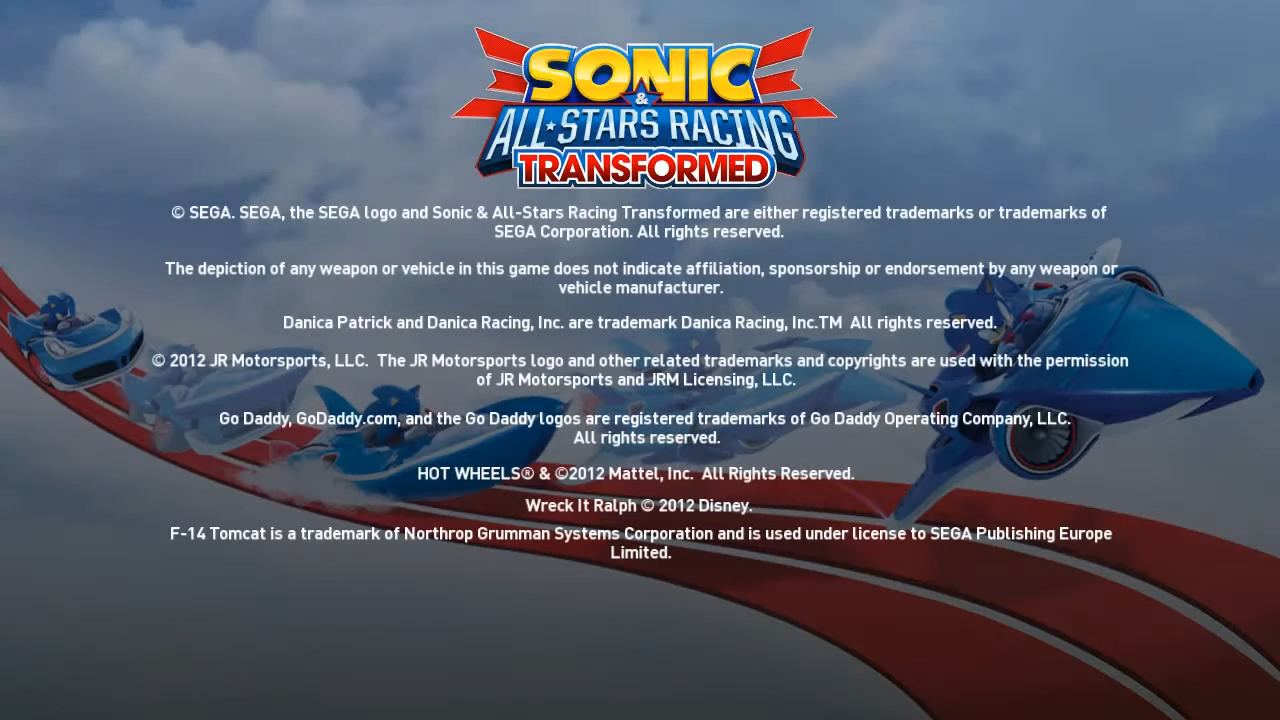 SONIC
&
ALL★STARS RACING
TRANSFORMED
© SEGA. SEGA, the SEGA logo and Sonic & All-Stars Racing Transformed are either registered trademarks or trademarks of
SEGA Corporation. All rights reserved.
The depiction of any weapon or vehicle in this game does not indicate affiliation, sponsorship or endorsement by any weapon or
vehicle manufacturer.
Danica Patrick and Danica Racing, Inc. are trademark Danica Racing, Inc.TM  All rights reserved.
© 2012 JR Motorsports, LLC.  The JR Motorsports logo and other related trademarks and copyrights are used with the permission
of JR Motorsports and JRM Licensing, LLC.
Go Daddy, GoDaddy.com, and the Go Daddy logos are registered trademarks of Go Daddy Operating Company, LLC.
All rights reserved.
HOT WHEELS® & ©2012 Mattel, Inc.  All Rights Reserved.
Wreck It Ralph © 2012 Disney.
F-14 Tomcat is a trademark of Northrop Grumman Systems Corporation and is used under license to SEGA Publishing Europe
Limited.